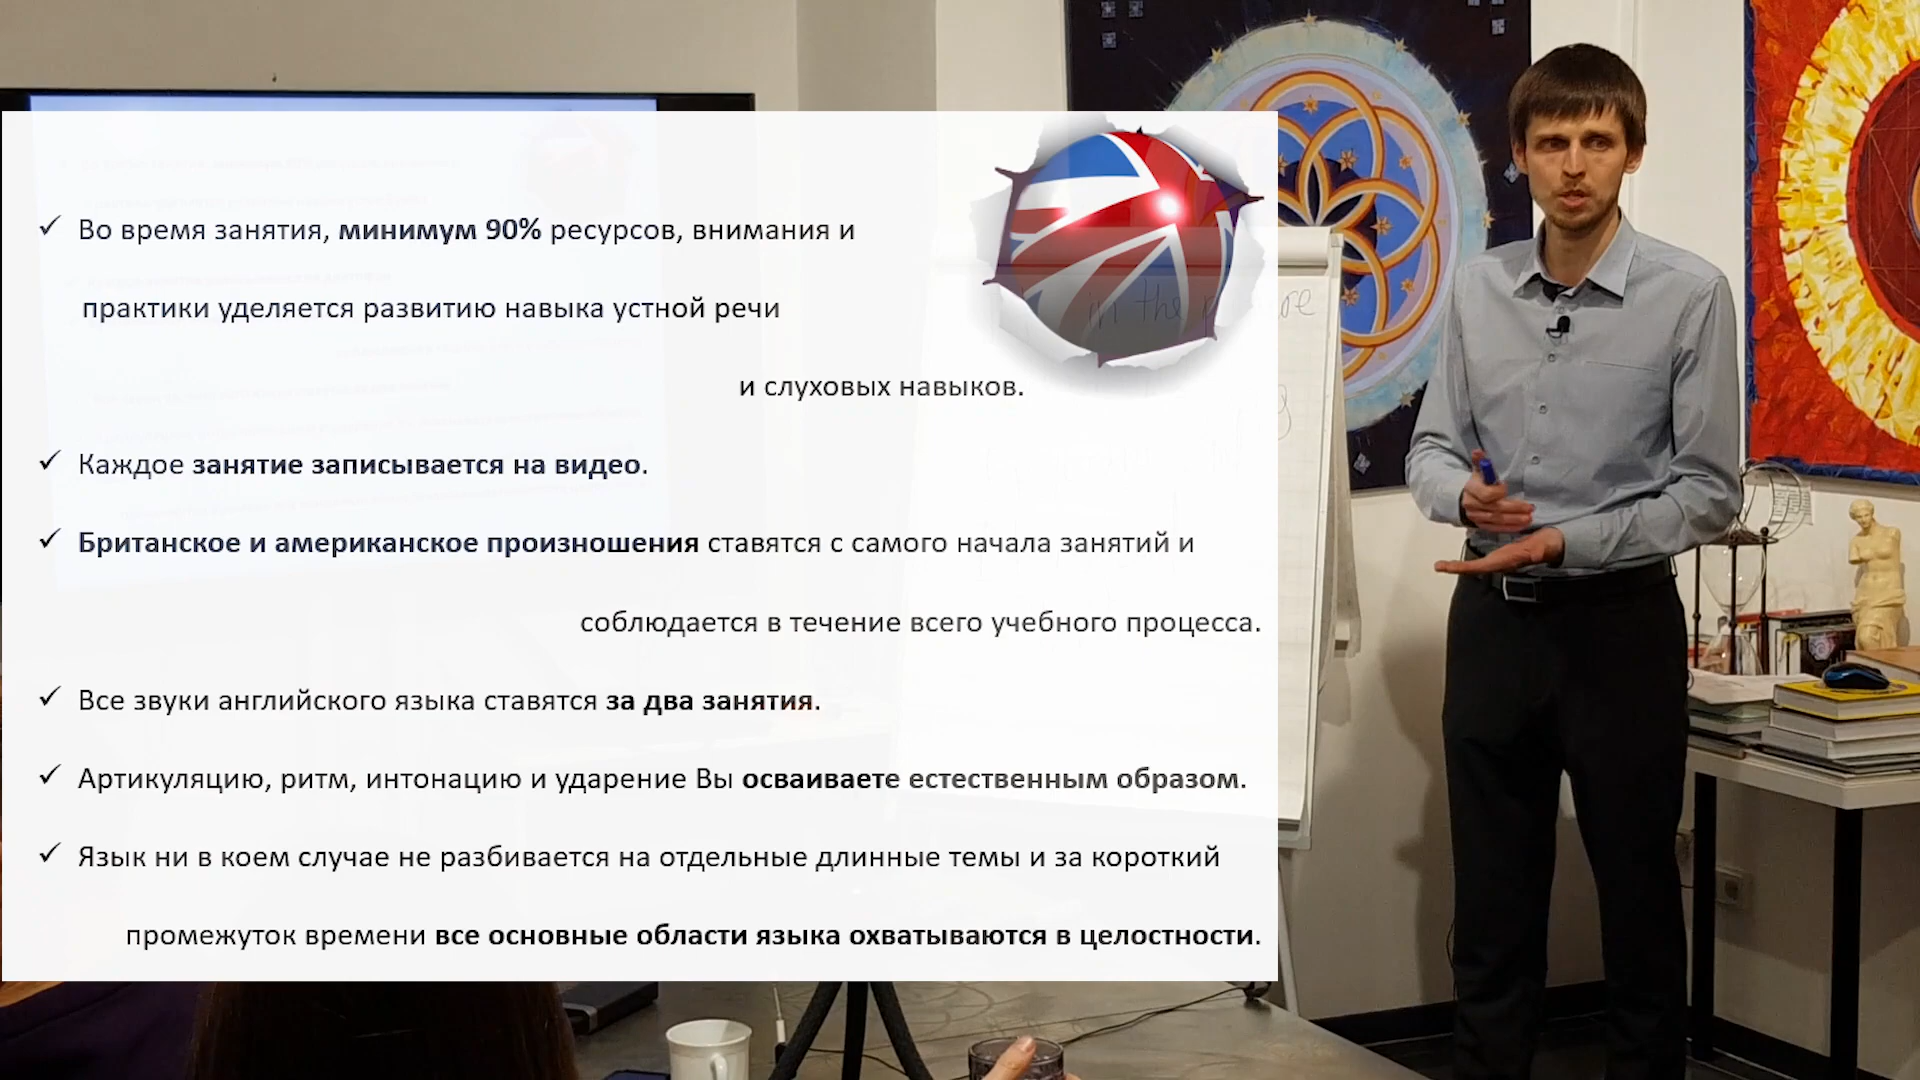 ✓ Во время занятия, минимум 90% ресурсов, внимания и
практики уделяется развитию навыка устной речи
и слуховых навыков.
✓ Каждое занятие записывается на видео.
✓ Британское и американское произношения ставятся с самого начала занятий и
соблюдается в течение всего учебного процесса.
✓ Все звуки английского языка ставятся за два занятия.
✓ Артикуляцию, ритм, интонацию и ударение Вы осваиваете естественным образом.
✓ Язык ни в коем случае не разбивается на отдельные длинные темы и за короткий
промежуток времени все основные области языка охватываются в целостности.
in the